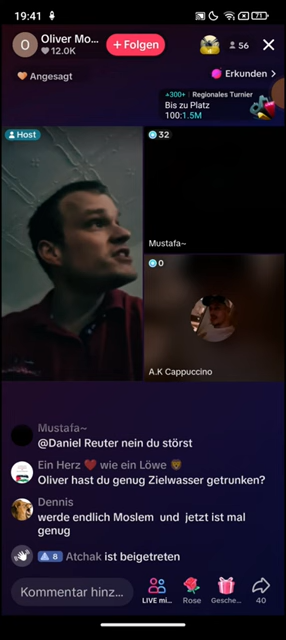 19:41
71
Oliver Mo...
12.0K
+ Folgen
56
Angesagt
Erkunden >
300+ Regionales Turnier
Bis zu Platz
100:1.5M
Host
32
Mustafa~
0
A.K Cappuccino
Mustafa~
@Daniel Reuter nein du störst
Ein Herz ❤️ wie ein Löwe 🦁
Oliver hast du genug Zielwasser getrunken?
Dennis
werde endlich Moslem und jetzt ist mal
genug
8 Atchak ist beigetreten
Kommentar hinz...
LIVE mi...
Rose
Gesche...
40